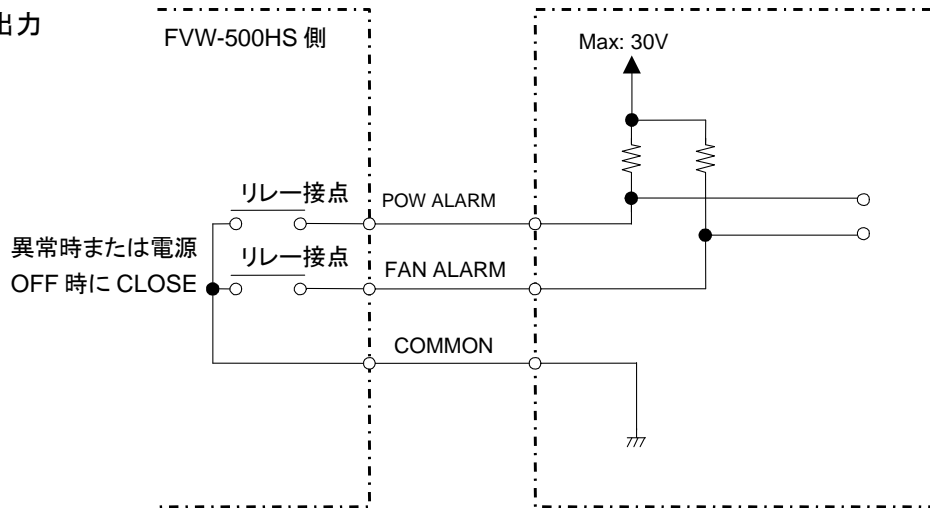 出力
FVW-500HS 側
Max: 30V
リレー接点
POW ALARM
異常時または電源
OFF 時に CLOSE
リレー接点
FAN ALARM
COMMON